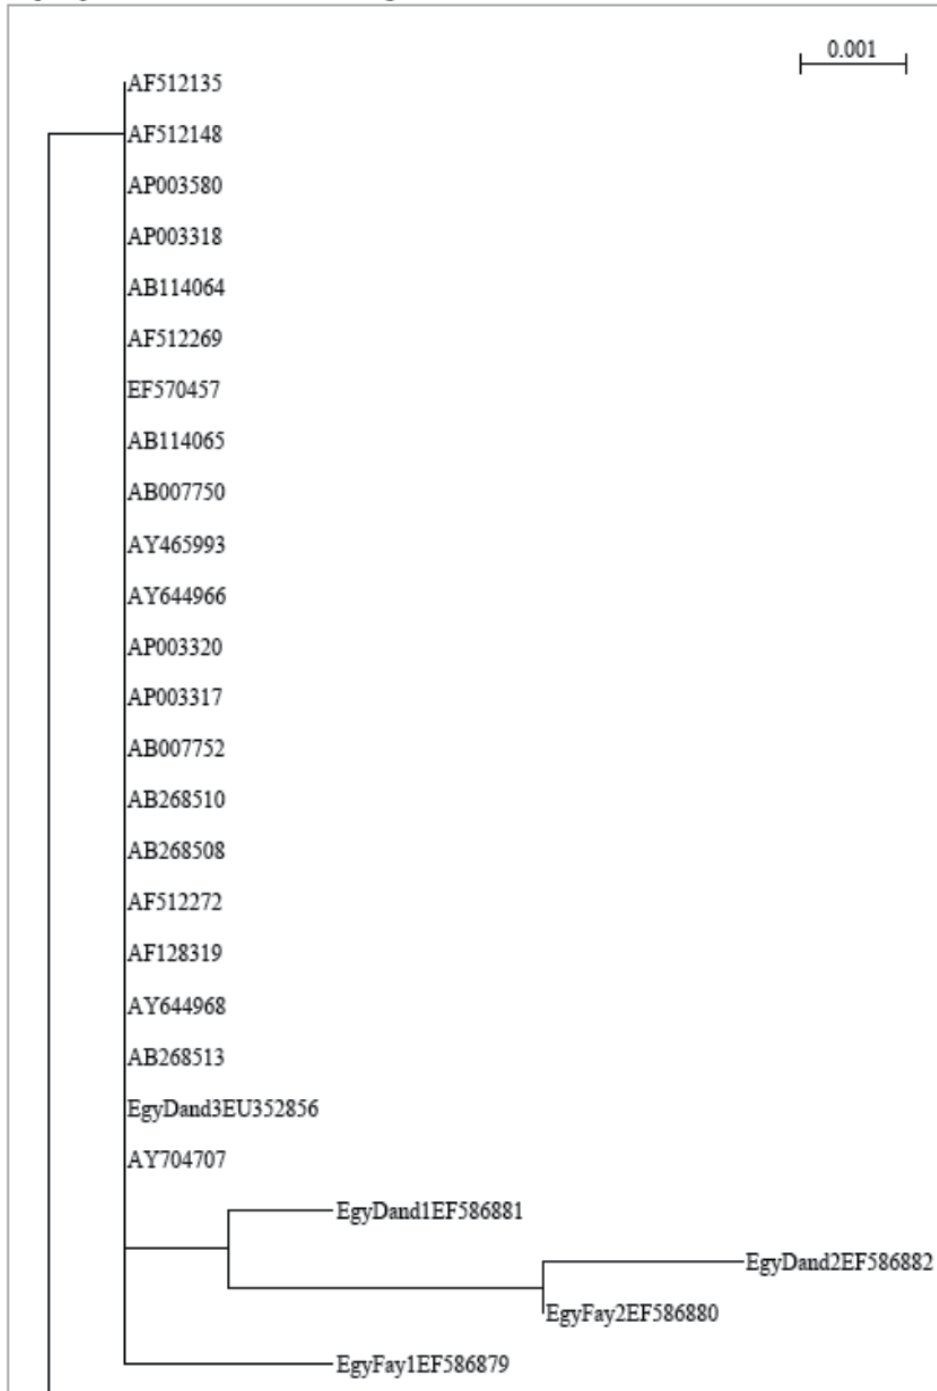 0.001
AF512135
AF512148
AP003580
AP003318
AB114064
AF512269
EF570457
AB114065
AB007750
AY465993
AY644966
AP003320
AP003317
AB007752
AB268510
AB268508
AF512272
AF128319
AY644968
AB268513
EgyDand3EU352856
AY704707
EgyDand1EF586881
EgyDand2EF586882
EgyFay2EF586880
EgyFay1EF586879